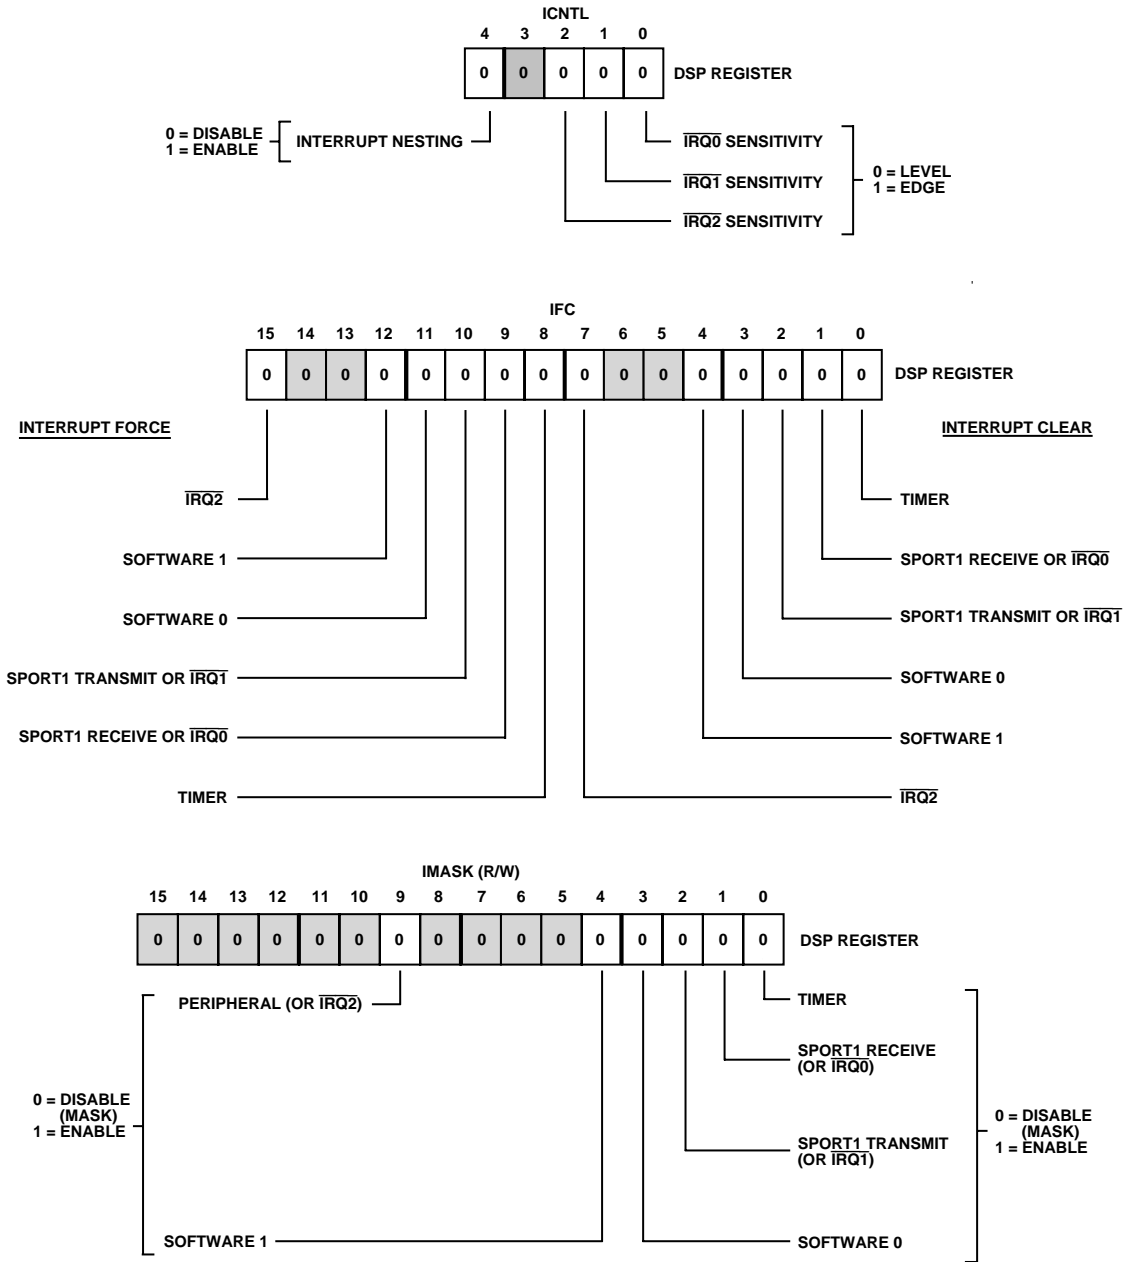 ICNTL
4 3 2 1 0
0 0 0 0 0 DSP REGISTER
0 = DISABLE
1 = ENABLE
INTERRUPT NESTING
IRQ0 SENSITIVITY
IRQ1 SENSITIVITY
IRQ2 SENSITIVITY
0 = LEVEL
1 = EDGE
IFC
15 14 13 12 11 10 9 8 7 6 5 4 3 2 1 0
0 0 0 0 0 0 0 0 0 0 0 0 0 0 0 0 DSP REGISTER
INTERRUPT FORCE
INTERRUPT CLEAR
IRQ2
TIMER
SOFTWARE 1
SPORT1 RECEIVE OR IRQ0
SOFTWARE 0
SPORT1 TRANSMIT OR IRQ1
SPORT1 TRANSMIT OR IRQ1
SOFTWARE 0
SPORT1 RECEIVE OR IRQ0
SOFTWARE 1
TIMER
IRQ2
IMASK (R/W)
15 14 13 12 11 10 9 8 7 6 5 4 3 2 1 0
0 0 0 0 0 0 0 0 0 0 0 0 0 0 0 0 DSP REGISTER
PERIPHERAL (OR IRQ2)
TIMER
SPORT1 RECEIVE
(OR IRQ0)
0 = DISABLE
(MASK)
1 = ENABLE
SPORT1 TRANSMIT
(OR IRQ1)
0 = DISABLE
(MASK)
1 = ENABLE
SOFTWARE 1
SOFTWARE 0